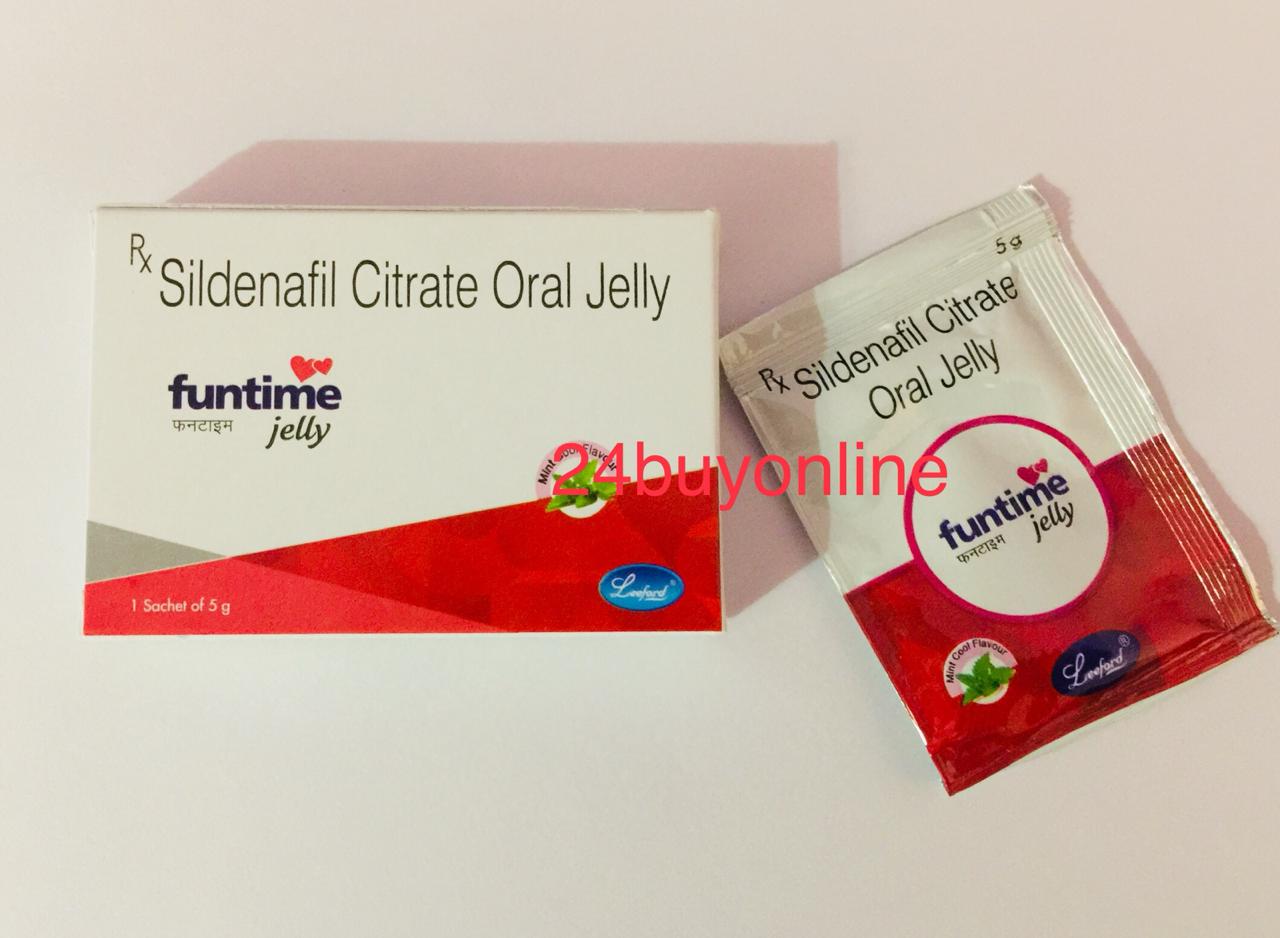 Rx Sildenafil Citrate Oral Jelly
funtime
फनटाइम jelly
Mint Cool Flavour
1 Sachet of 5 g
Leeford®
24buyonline
5 g
Rx Sildenafil Citrate
Oral Jelly
funtime
फनटाइम jelly
Mint Cool Flavour
Leeford®